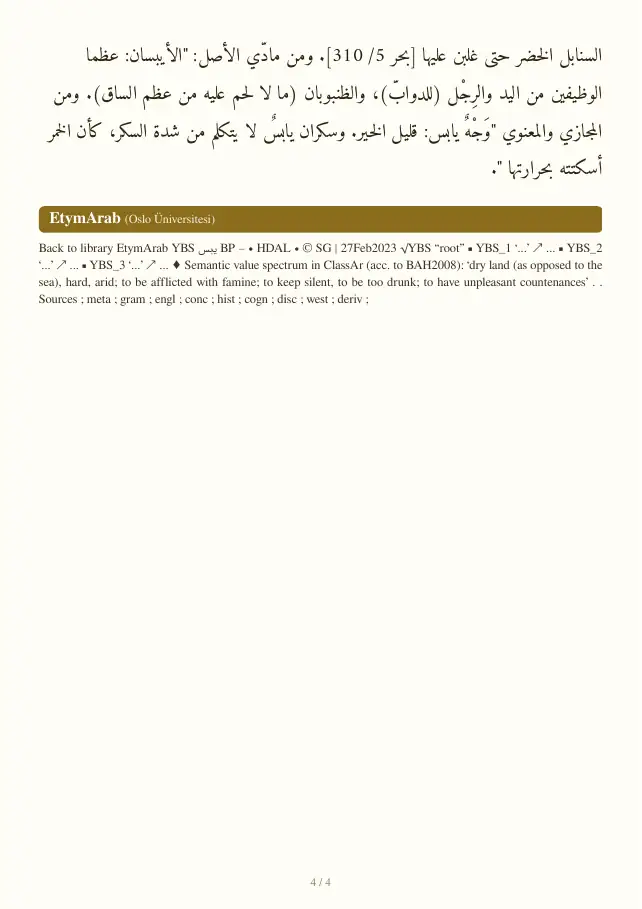 السنابل الخضر حتى غلبن عليها [بحر 5/ 310]. ومن مادّي الأصل: "الأيبسان: عظما
الوظيفين من اليد والرِجْل (للدوابّ)، والظنبوبان (ما لا لحم عليه من عظم الساق). ومن
المجازي والمعنوي "وَجْهٌ يابس: قليل الخير. وسكران يابسٌ لا يتكلم من شدة السكر، كأن الخمر
أسكتته بحرارتها ".
EtymArab (Oslo Üniversitesi)
Back to library EtymArab YBS يبس BP – • HDAL • © SG | 27Feb2023 √YBS “root” ▪ YBS_1 ‘...’ ↗ ... ▪ YBS_2
‘...’ ↗ ... ▪ YBS_3 ‘...’ ↗ ... ♦ Semantic value spectrum in ClassAr (acc. to BAH2008): ‘dry land (as opposed to the
sea), hard, arid; to be afflicted with famine; to keep silent, to be too drunk; to have unpleasant countenances’ . .
Sources ; meta ; gram ; engl ; conc ; hist ; cogn ; disc ; west ; deriv ;
4 / 4